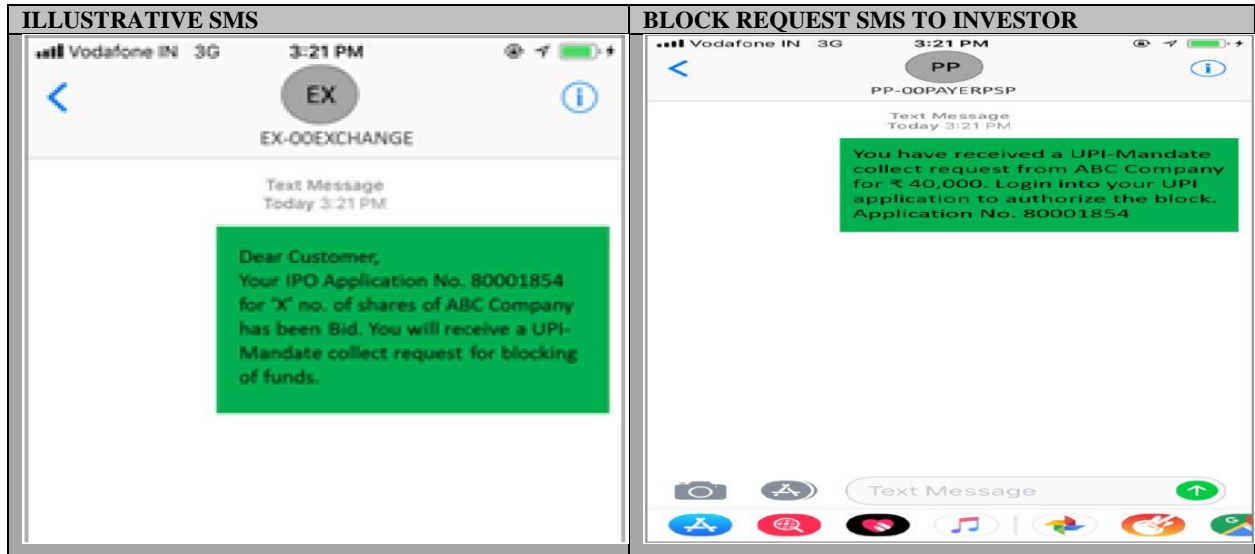 ILLUSTRATIVE SMS
Vodafone IN 3G 3:21 PM
EX
EX-00EXCHANGE
Text Message
Today 3:21 PM
Dear Customer,
Your IPO Application No. 80001854
for 'X' no. of shares of ABC Company
has been Bid. You will receive a UPI-
Mandate collect request for blocking
of funds.
BLOCK REQUEST SMS TO INVESTOR
Vodafone IN 3G 3:21 PM
PP
PP-00PAYERPSP
Text Message
Today 3:21 PM
You have received a UPI-Mandate
collect request from ABC Company
for ₹ 40,000. Login into your UPI
application to authorize the block.
Application No. 80001854
Text Message